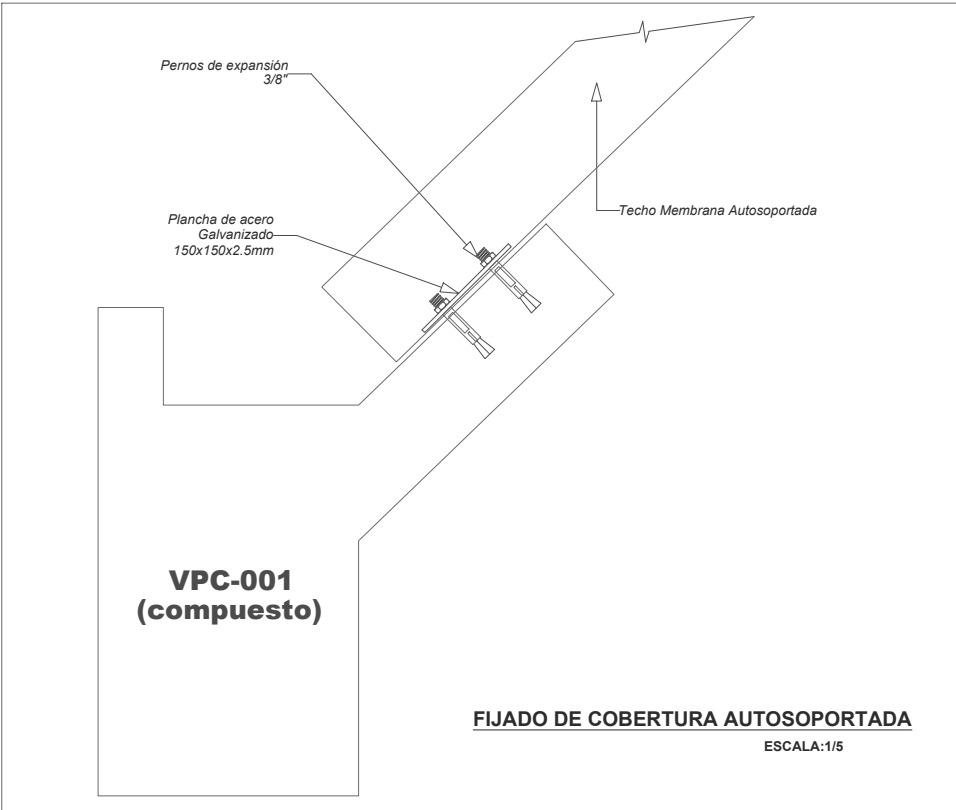 Pernos de expansión
3/8"
Plancha de acero
Galvanizado
150x150x2.5mm
Techo Membrana Autosoportada
VPC-001
(compuesto)
FIJADO DE COBERTURA AUTOSOPORTADA
ESCALA:1/5